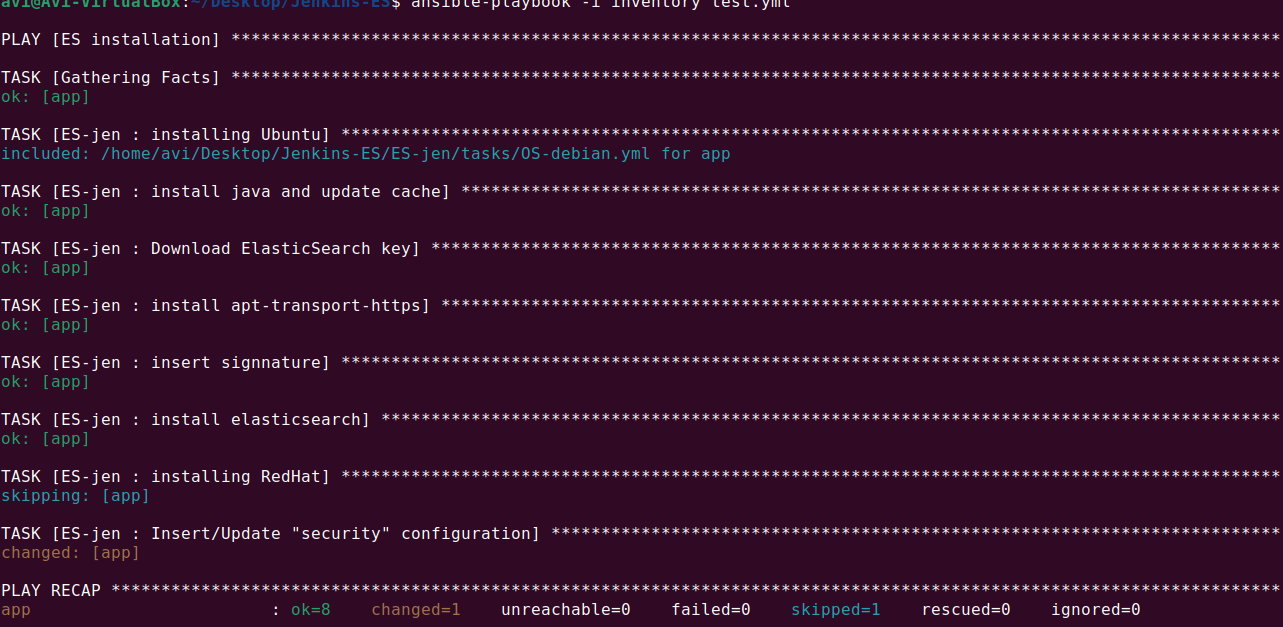 avi@Avi-VirtualBox:~/Desktop/Jenkins-ES$ ansible-playbook -i inventory test.yml
PLAY [ES installation] *********************************************************************************************************
TASK [Gathering Facts] *********************************************************************************************************
ok: [app]
TASK [ES-jen : installing Ubuntu] **********************************************************************************************
included: /home/avi/Desktop/Jenkins-ES/ES-jen/tasks/OS-debian.yml for app
TASK [ES-jen : install java and update cache] **********************************************************************************
ok: [app]
TASK [ES-jen : Download ElasticSearch key] *************************************************************************************
ok: [app]
TASK [ES-jen : install apt-transport-https] ************************************************************************************
ok: [app]
TASK [ES-jen : insert signnature] **********************************************************************************************
ok: [app]
TASK [ES-jen : install elasticsearch] ******************************************************************************************
ok: [app]
TASK [ES-jen : installing RedHat] **********************************************************************************************
skipping: [app]
TASK [ES-jen : Insert/Update "security" configuration] *************************************************************************
changed: [app]
PLAY RECAP *********************************************************************************************************************
app                        : ok=8    changed=1    unreachable=0    failed=0    skipped=1    rescued=0    ignored=0